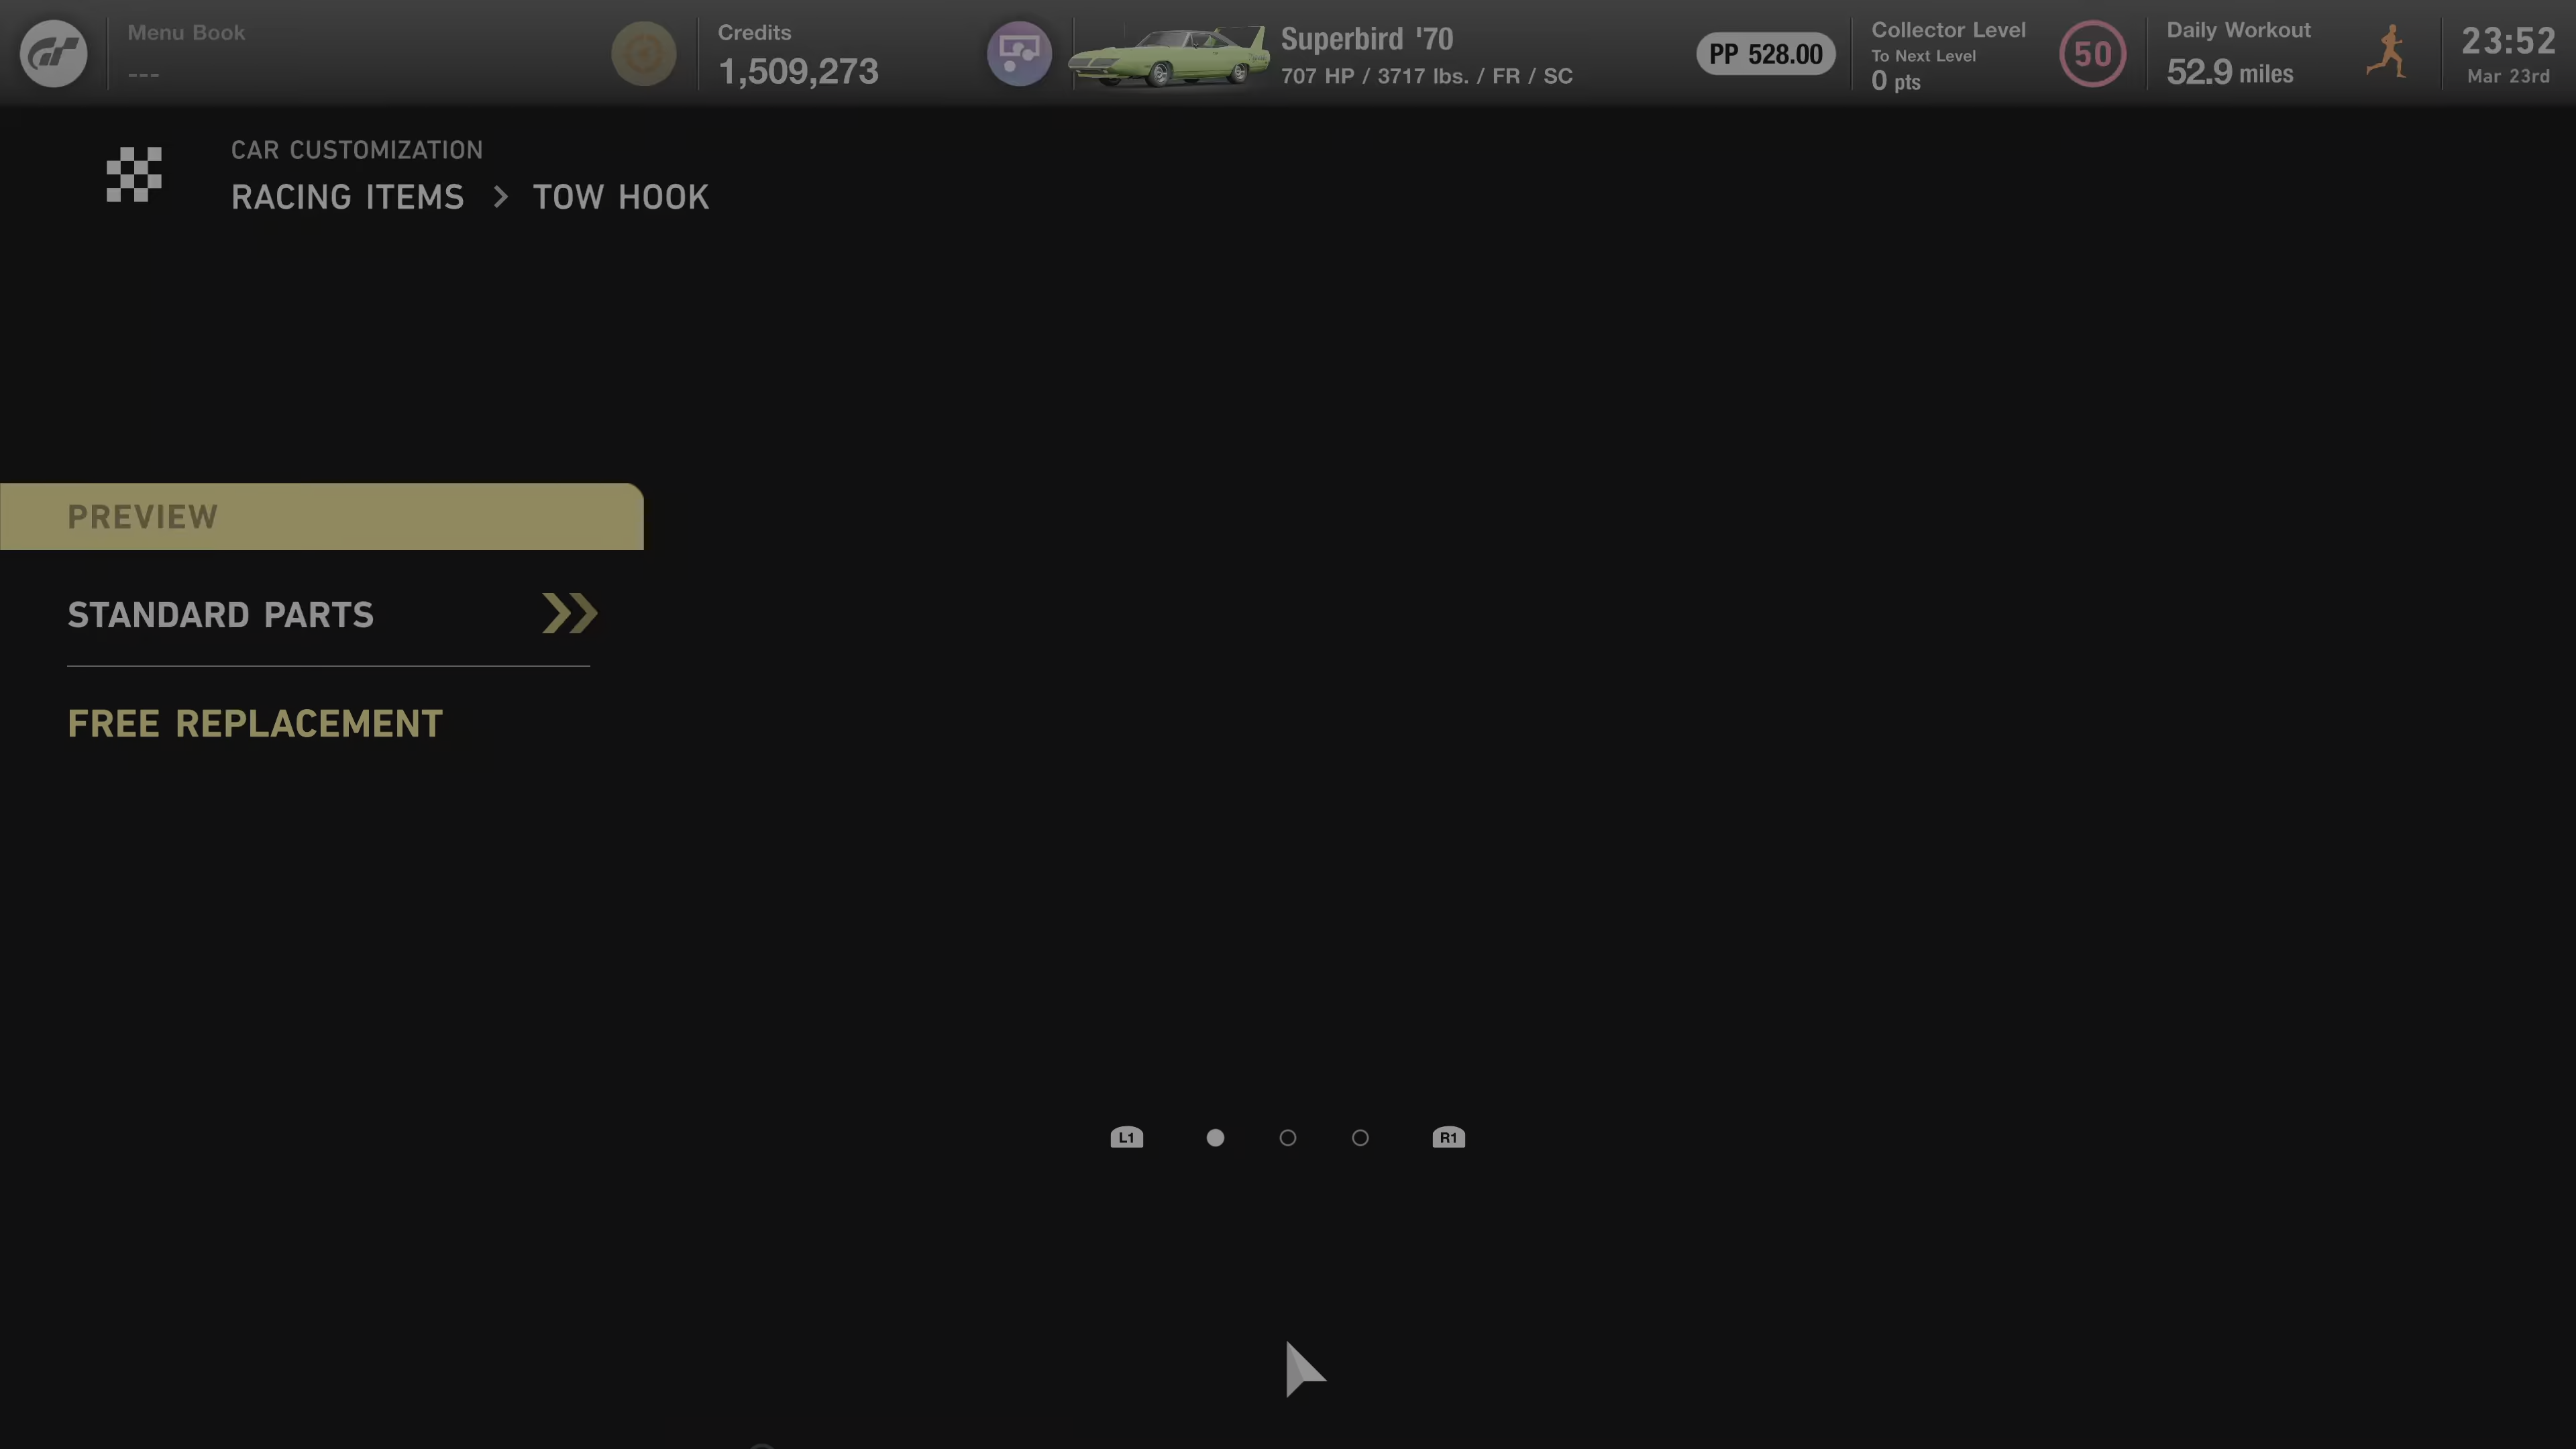 Menu Book
---
Credits
1,509,273
Superbird '70
707 HP / 3717 lbs. / FR / SC
PP 528.00
Collector Level
To Next Level
0 pts
50
Daily Workout
52.9 miles
23:52
Mar 23rd
CAR CUSTOMIZATION
RACING ITEMS > TOW HOOK
PREVIEW
STANDARD PARTS
FREE REPLACEMENT
L1
R1